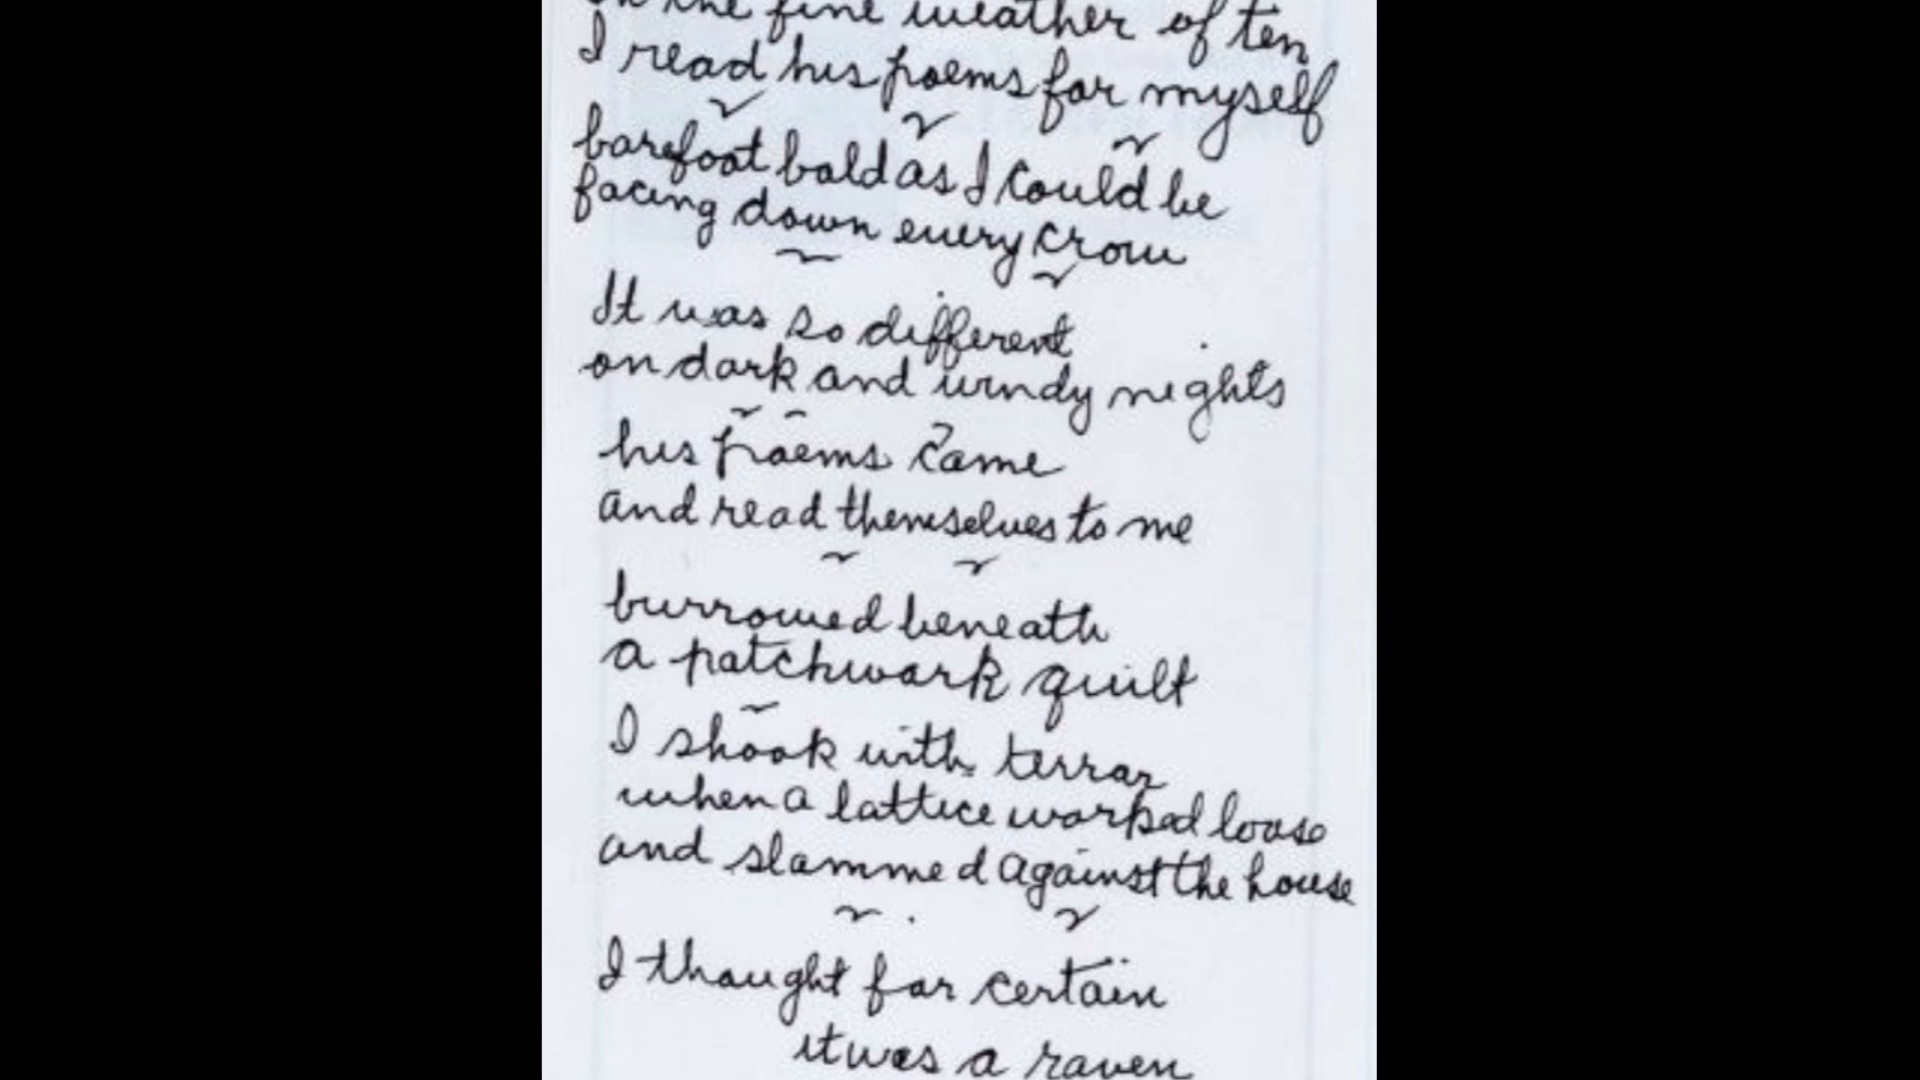 on the fine weather of ten
I read his poems for myself
barefoot bald as I could be
facing down every crow
It was so different
on dark and windy nights
his poems came
and read themselves to me
burrowed beneath
a patchwork quilt
I shook with terror
when a lattice worked loose
and slammed against the house
I thought for certain
it was a raven